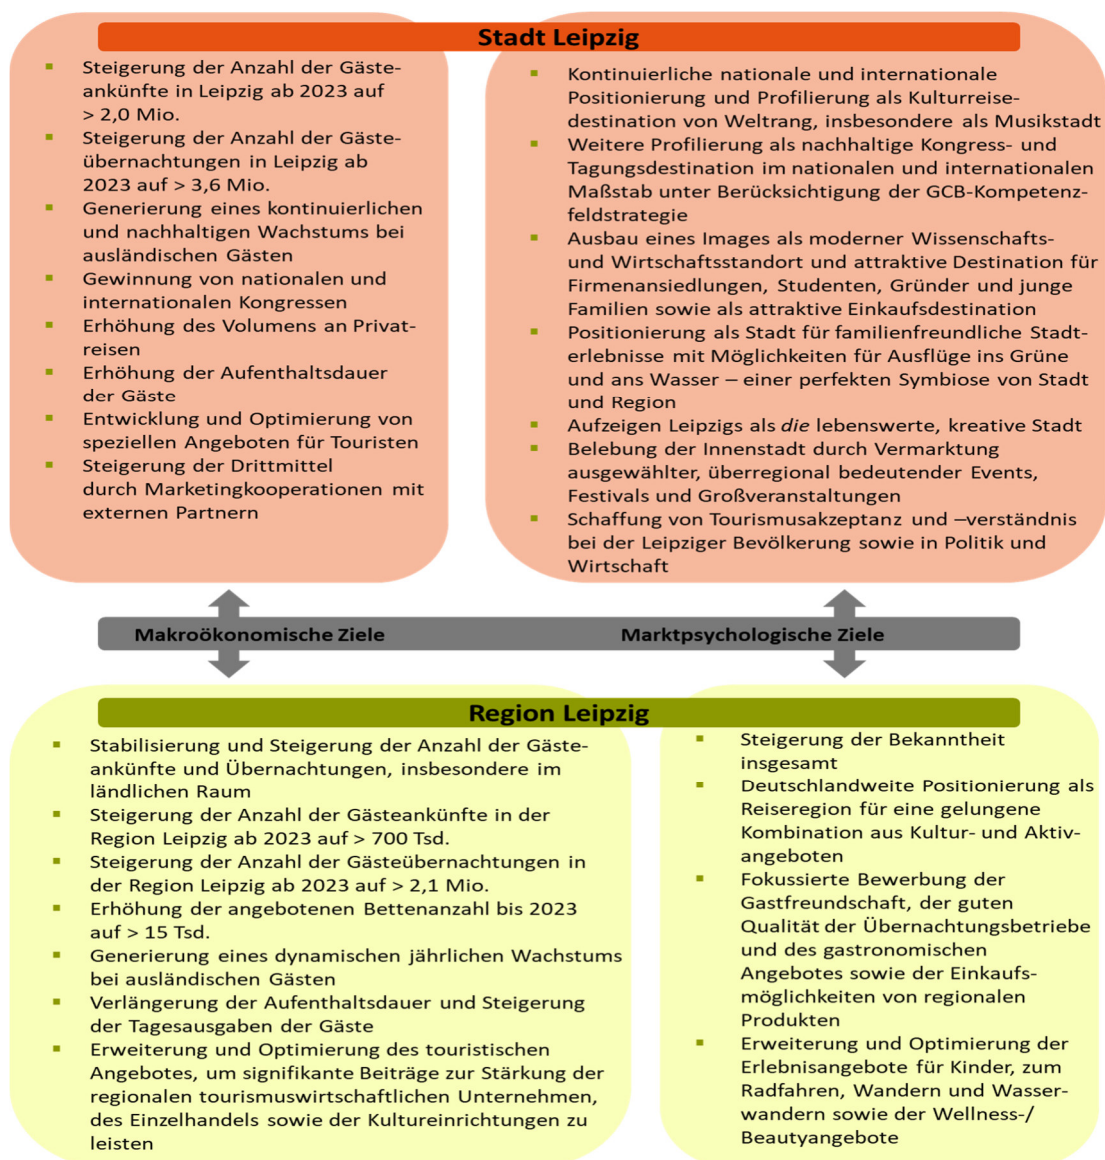 Stadt Leipzig
▪ Steigerung der Anzahl der Gäste-
ankünfte in Leipzig ab 2023 auf
> 2,0 Mio.
▪ Steigerung der Anzahl der Gäste-
übernachtungen in Leipzig ab
2023 auf > 3,6 Mio.
▪ Generierung eines kontinuierlichen
und nachhaltigen Wachstums bei
ausländischen Gästen
▪ Gewinnung von nationalen und
internationalen Kongressen
▪ Erhöhung des Volumens an Privat-
reisen
▪ Erhöhung der Aufenthaltsdauer
der Gäste
▪ Entwicklung und Optimierung von
speziellen Angeboten für Touristen
▪ Steigerung der Drittmittel
durch Marketingkooperationen mit
externen Partnern
▪ Kontinuierliche nationale und internationale
Positionierung und Profilierung als Kulturreise-
destination von Weltrang, insbesondere als Musikstadt
▪ Weitere Profilierung als nachhaltige Kongress- und
Tagungsdestination im nationalen und internationalen
Maßstab unter Berücksichtigung der GCB-Kompetenz-
feldstrategie
▪ Ausbau eines Images als moderner Wissenschafts-
und Wirtschaftsstandort und attraktive Destination für
Firmenansiedlungen, Studenten, Gründer und junge
Familien sowie als attraktive Einkaufsdestination
▪ Positionierung als Stadt für familienfreundliche Stadt-
erlebnisse mit Möglichkeiten für Ausflüge ins Grüne
und ans Wasser – einer perfekten Symbiose von Stadt
und Region
▪ Aufzeigen Leipzigs als die lebenswerte, kreative Stadt
▪ Belebung der Innenstadt durch Vermarktung
ausgewählter, überregional bedeutender Events,
Festivals und Großveranstaltungen
▪ Schaffung von Tourismusakzeptanz und –verständnis
bei der Leipziger Bevölkerung sowie in Politik und
Wirtschaft
Makroökonomische Ziele
Marktpsychologische Ziele
Region Leipzig
▪ Stabilisierung und Steigerung der Anzahl der Gäste-
ankünfte und Übernachtungen, insbesondere im
ländlichen Raum
▪ Steigerung der Anzahl der Gästeankünfte in der
Region Leipzig ab 2023 auf > 700 Tsd.
▪ Steigerung der Anzahl der Gästeübernachtungen in
der Region Leipzig ab 2023 auf > 2,1 Mio.
▪ Erhöhung der angebotenen Bettenanzahl bis 2023
auf > 15 Tsd.
▪ Generierung eines dynamischen jährlichen Wachstums
bei ausländischen Gästen
▪ Verlängerung der Aufenthaltsdauer und Steigerung
der Tagesausgaben der Gäste
▪ Erweiterung und Optimierung des touristischen
Angebotes, um signifikante Beiträge zur Stärkung der
regionalen tourismuswirtschaftlichen Unternehmen,
des Einzelhandels sowie der Kultureinrichtungen zu
leisten
▪ Steigerung der Bekanntheit
insgesamt
▪ Deutschlandweite Positionierung als
Reiseregion für eine gelungene
Kombination aus Kultur- und Aktiv-
angeboten
▪ Fokussierte Bewerbung der
Gastfreundschaft, der guten
Qualität der Übernachtungsbetriebe
und des gastronomischen
Angebotes sowie der Einkaufs-
möglichkeiten von regionalen
Produkten
▪ Erweiterung und Optimierung der
Erlebnisangebote für Kinder, zum
Radfahren, Wandern und Wasser-
wandern sowie der Wellness-/
Beautyangebote